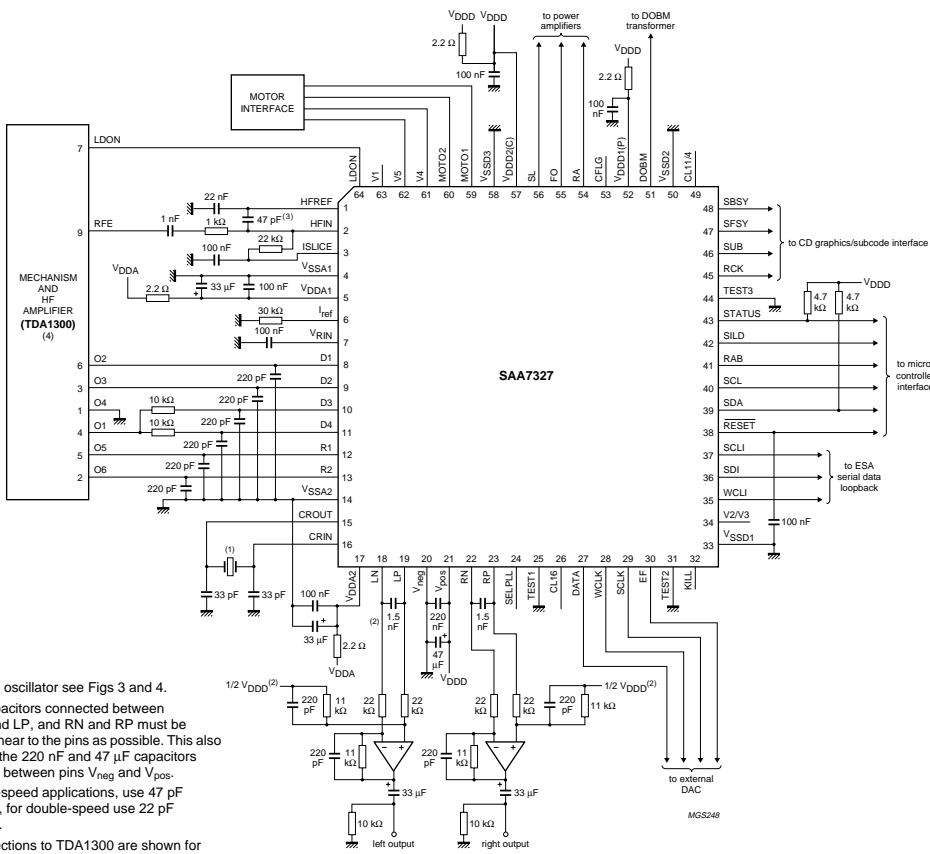 VDDD VDDD
2.2 Ω
100 nF
to power
amplifiers
to DOBM
transformer
VDDD
2.2 Ω
100
nF
MOTOR
INTERFACE
7 LDON
LDON V1 V5 V4 MOTO2 MOTO1 VSSD3 VDDD2(C) SL FO RA CFLG VDDD1(P) DOBM VSSD2 CL11/4
64 63 62 61 60 59 58 57 56 55 54 53 52 51 50 49
22 nF HFREF 1
9 RFE 1 nF 1 kΩ 47 pF(3) HFIN 2
22 kΩ
100 nF ISLICE 3
VSSA1 4
VDDA 2.2 Ω 33 µF 100 nF VDDA1 5
30 kΩ Iref 6
100 nF VRIN 7
MECHANISM
AND
HF
AMPLIFIER
(TDA1300)
(4)
6 O2 D1 8
220 pF
3 O3 D2 9
220 pF
1 O4 10 kΩ D3 10
220 pF
4 O1 10 kΩ D4 11
220 pF
5 O5 R1 12
220 pF
2 O6 R2 13
220 pF
VSSA2 14
CROUT 15
CRIN 16
SAA7327
48 SBSY
47 SFSY
46 SUB
45 RCK
to CD graphics/subcode interface
44 TEST3
VDDD
4.7
kΩ
4.7
kΩ
43 STATUS
42 SILD
41 RAB
40 SCL
39 SDA
38 RESET
to micro
controlle
interface
37 SCLI
36 SDI
35 WCLI
to ESA
serial data
loopback
34 V2/V3
100 nF
33 VSSD1
17 18 19 20 21 22 23 24 25 26 27 28 29 30 31 32
VDDA2 LN LP Vneg Vpos RN RP SELPLL TEST1 CL16 DATA WCLK SCLK EF TEST2 KILL
(1)
33 pF 33 pF
100 nF
33 µF
2.2 Ω
VDDA
(2)
1.5
nF
220
nF
47
µF
VDDD
1.5
nF
1/2 VDDD(2)
220
pF
11
kΩ
22
kΩ
22
kΩ
220
pF
11
kΩ
− +
33 µF
10 kΩ
left output
22
kΩ
22
kΩ
220
pF
11 kΩ
1/2 VDDD(2)
220
pF
11
kΩ
− +
33 µF
10 kΩ
right output
to external
DAC
MGS248
oscillator see Figs 3 and 4.
pacitors connected between
nd LP, and RN and RP must be
near to the pins as possible. This also
the 220 nF and 47 µF capacitors
between pins Vneg and Vpos.
-speed applications, use 47 pF
, for double-speed use 22 pF
.
nections to TDA1300 are shown for